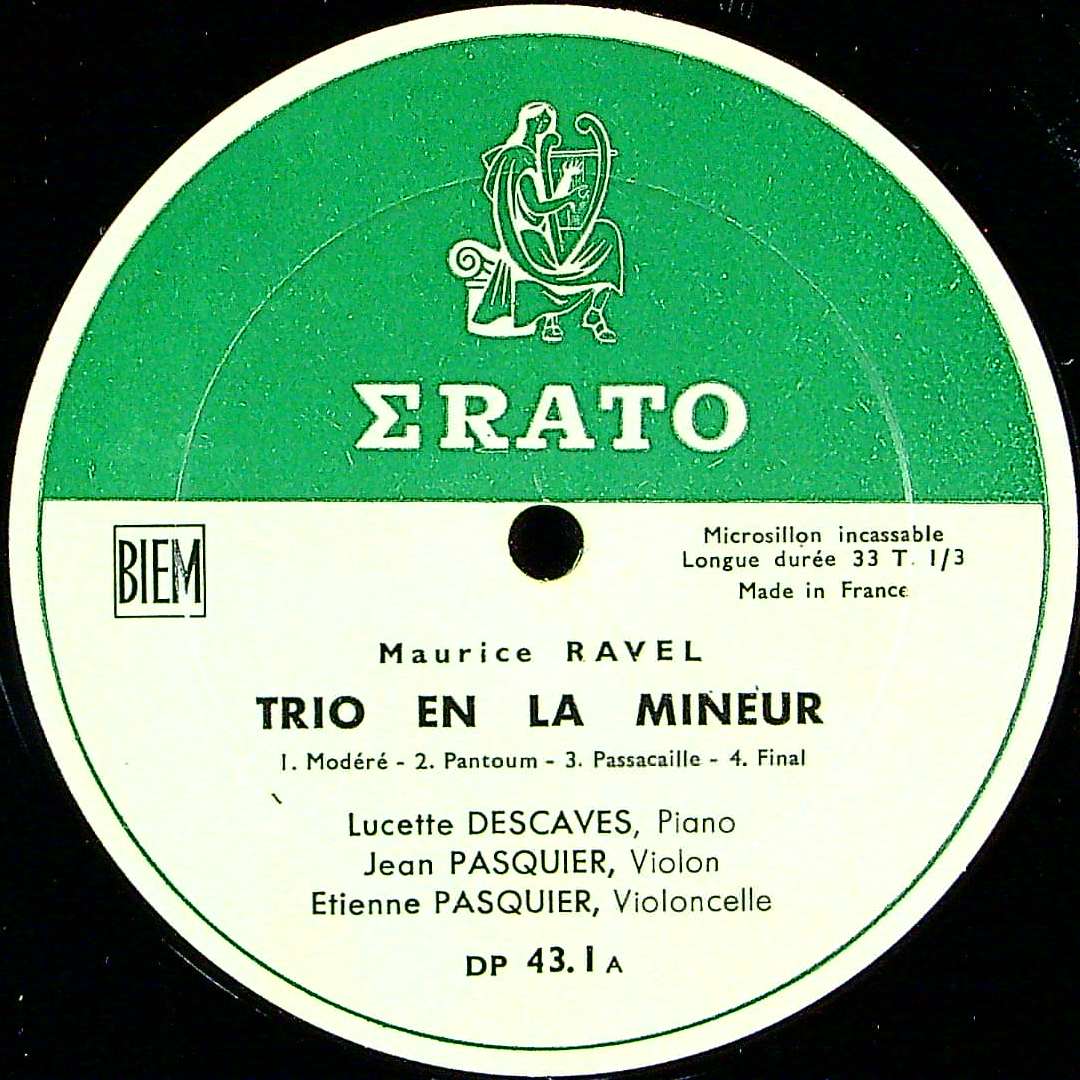 ΣRATO
BIEM
Microsillon incassable
Longue durée 33 T. 1/3
Made in France
Maurice RAVEL
TRIO EN LA MINEUR
1. Modéré - 2. Pantoum - 3. Passacaille - 4. Final
Lucette DESCAVES, Piano
Jean PASQUIER, Violon
Etienne PASQUIER, Violoncelle
DP 43.1 A